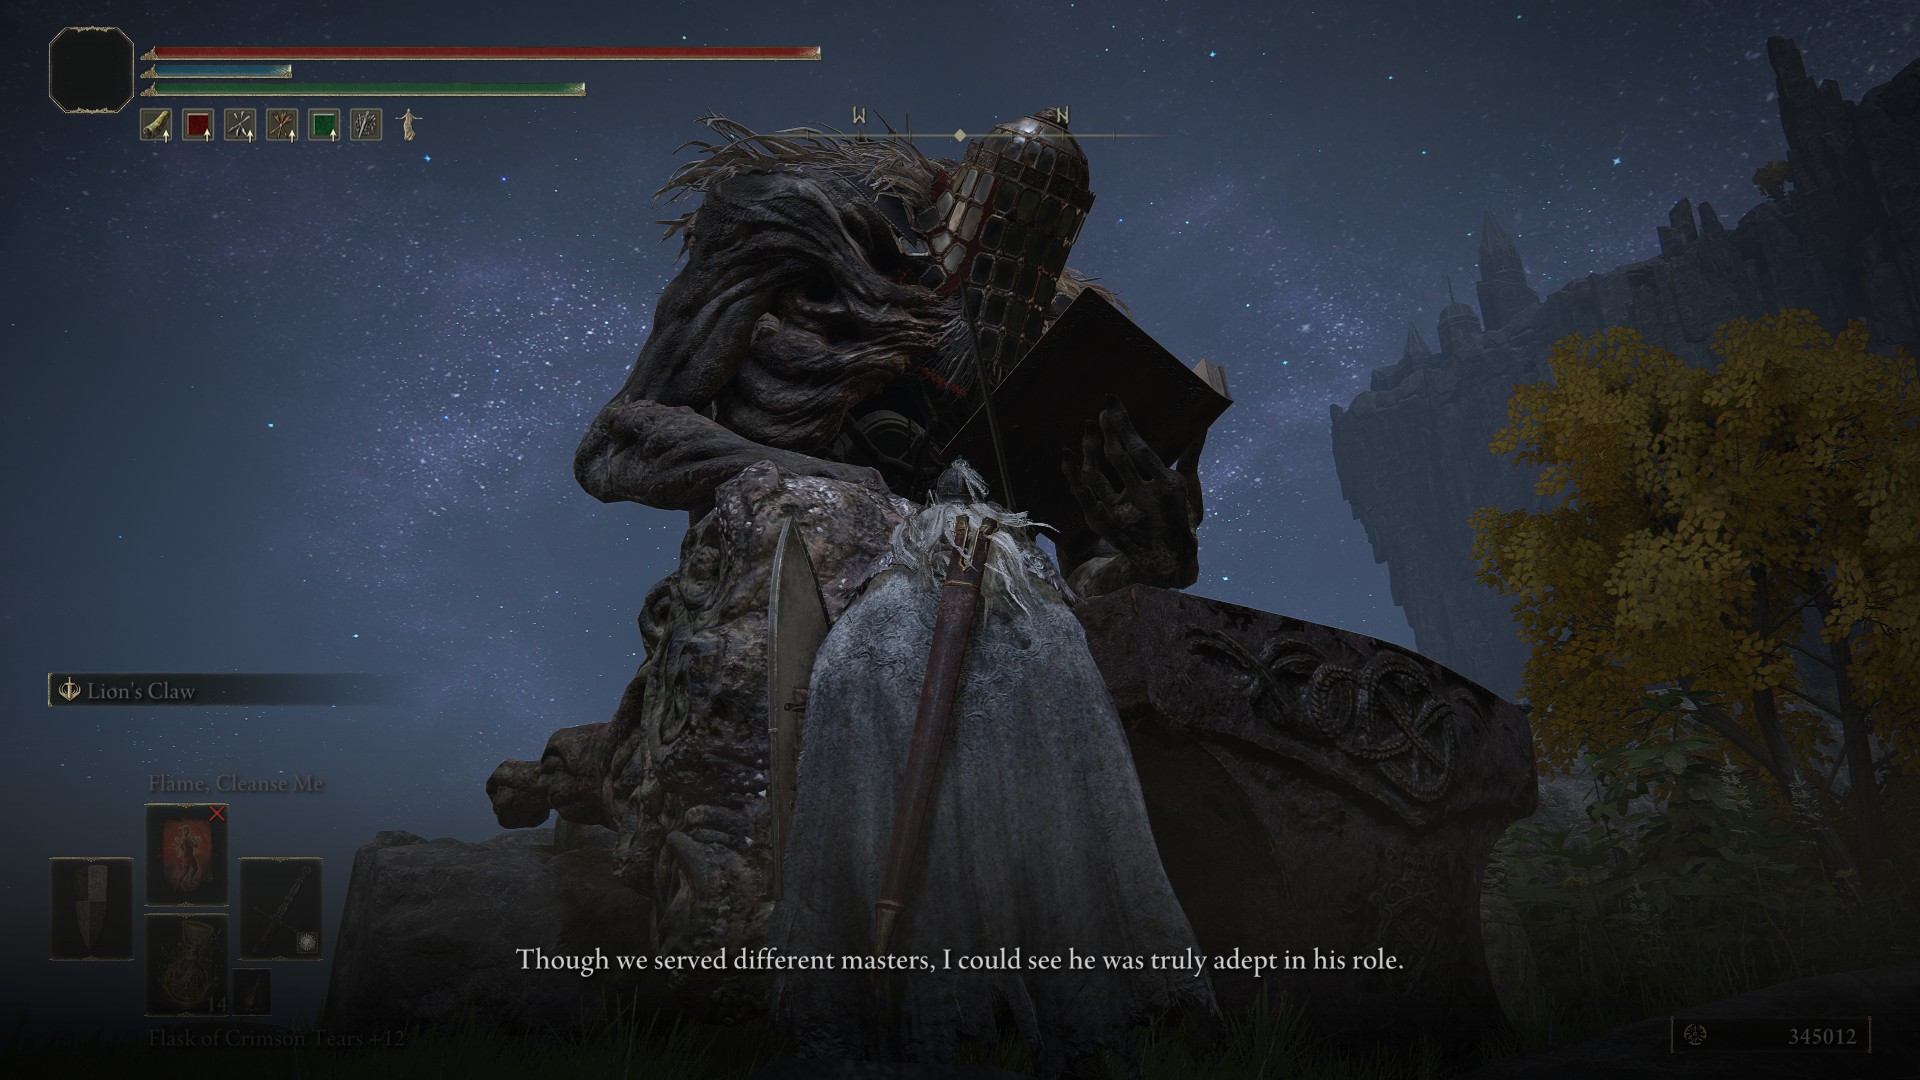 W N
Lion's Claw
Flame, Cleanse Me
14
Though we served different masters, I could see he was truly adept in his role.
Flask of Crimson Tears +12
345012